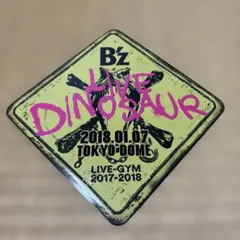 B'z
LIVE
DINOSAUR
2018.01.07
TOKYO-DOME
LIVE-GYM
2017-2018